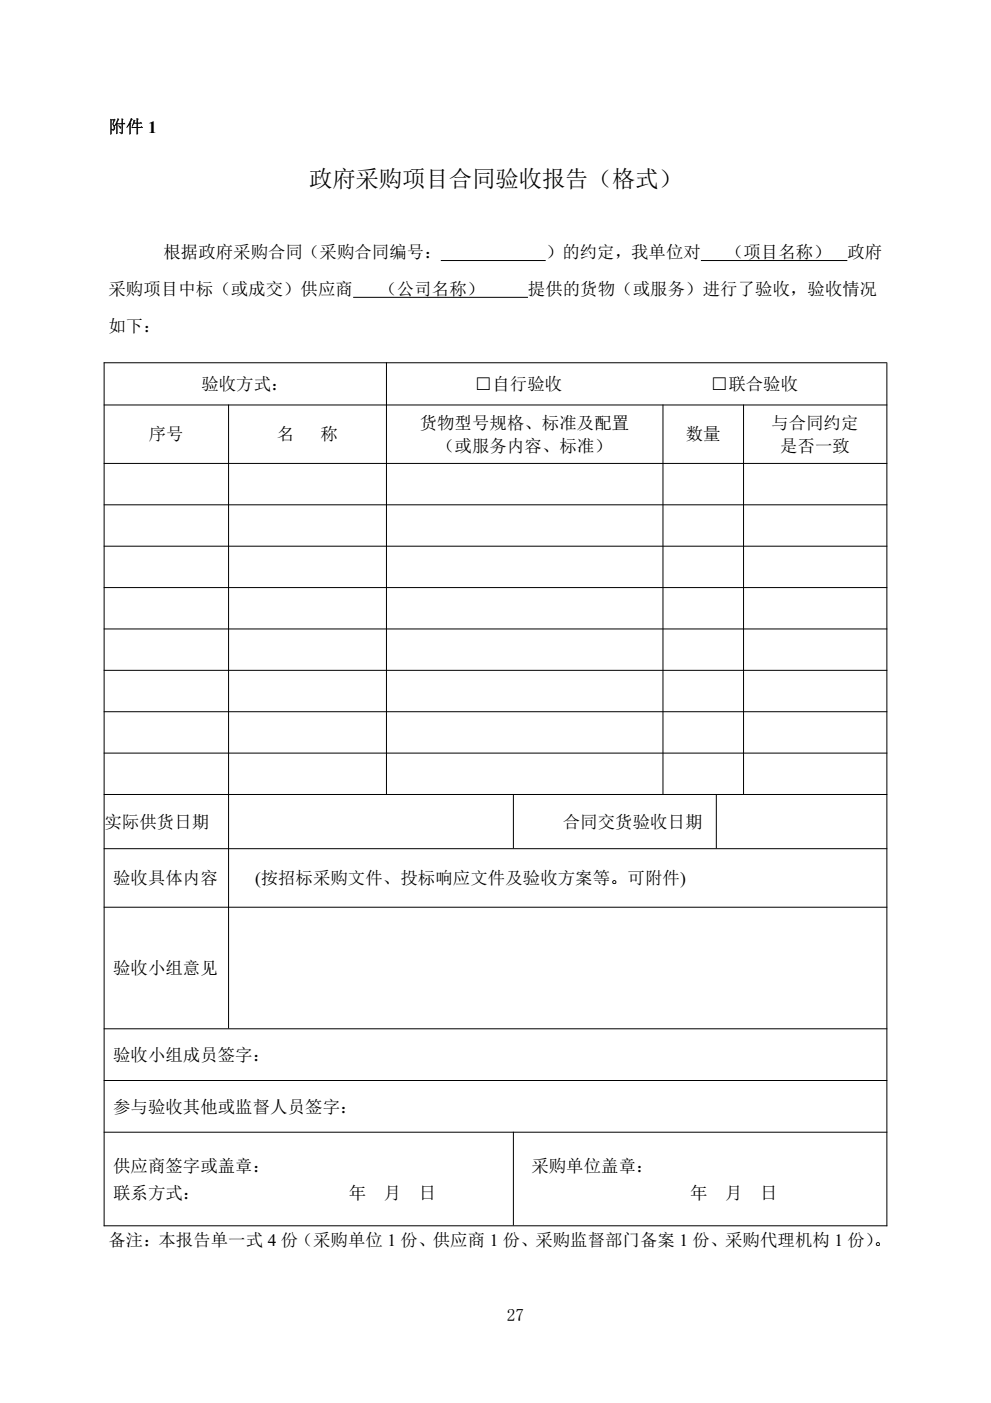 附件 1
政府采购项目合同验收报告（格式）
根据政府采购合同（采购合同编号：____________）的约定，我单位对 （项目名称） 政府
采购项目中标（或成交）供应商 （公司名称） 提供的货物（或服务）进行了验收，验收情况
如下：
验收方式： □自行验收 □联合验收
序号 名 称 货物型号规格、标准及配置 数量 与合同约定
（或服务内容、标准） 是否一致
实际供货日期 合同交货验收日期
验收具体内容 (按招标采购文件、投标响应文件及验收方案等。可附件)
验收小组意见
验收小组成员签字：
参与验收其他或监督人员签字：
供应商签字或盖章： 采购单位盖章：
联系方式： 年 月 日 年 月 日
备注：本报告单一式 4 份（采购单位 1 份、供应商 1 份、采购监督部门备案 1 份、采购代理机构 1 份）。
27